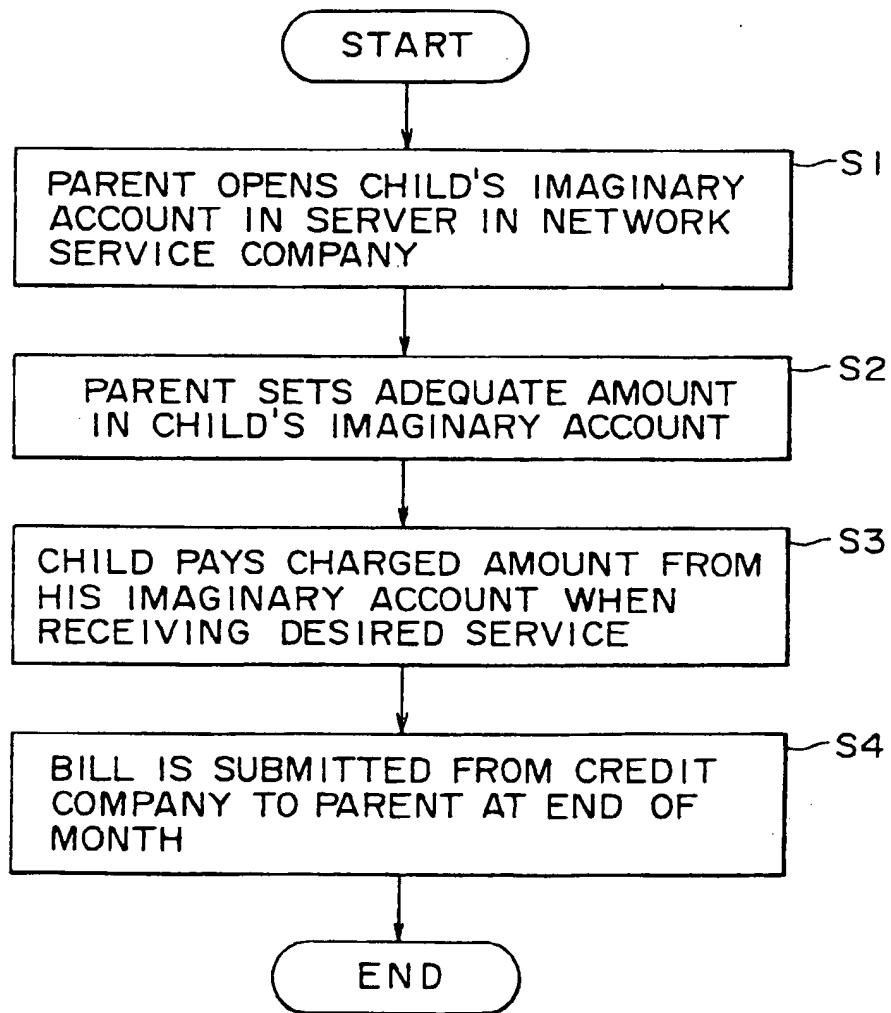 START
S1
PARENT OPENS CHILD'S IMAGINARY
ACCOUNT IN SERVER IN NETWORK
SERVICE COMPANY
S2
PARENT SETS ADEQUATE AMOUNT
IN CHILD'S IMAGINARY ACCOUNT
S3
CHILD PAYS CHARGED AMOUNT FROM
HIS IMAGINARY ACCOUNT WHEN
RECEIVING DESIRED SERVICE
S4
BILL IS SUBMITTED FROM CREDIT
COMPANY TO PARENT AT END OF
MONTH
END